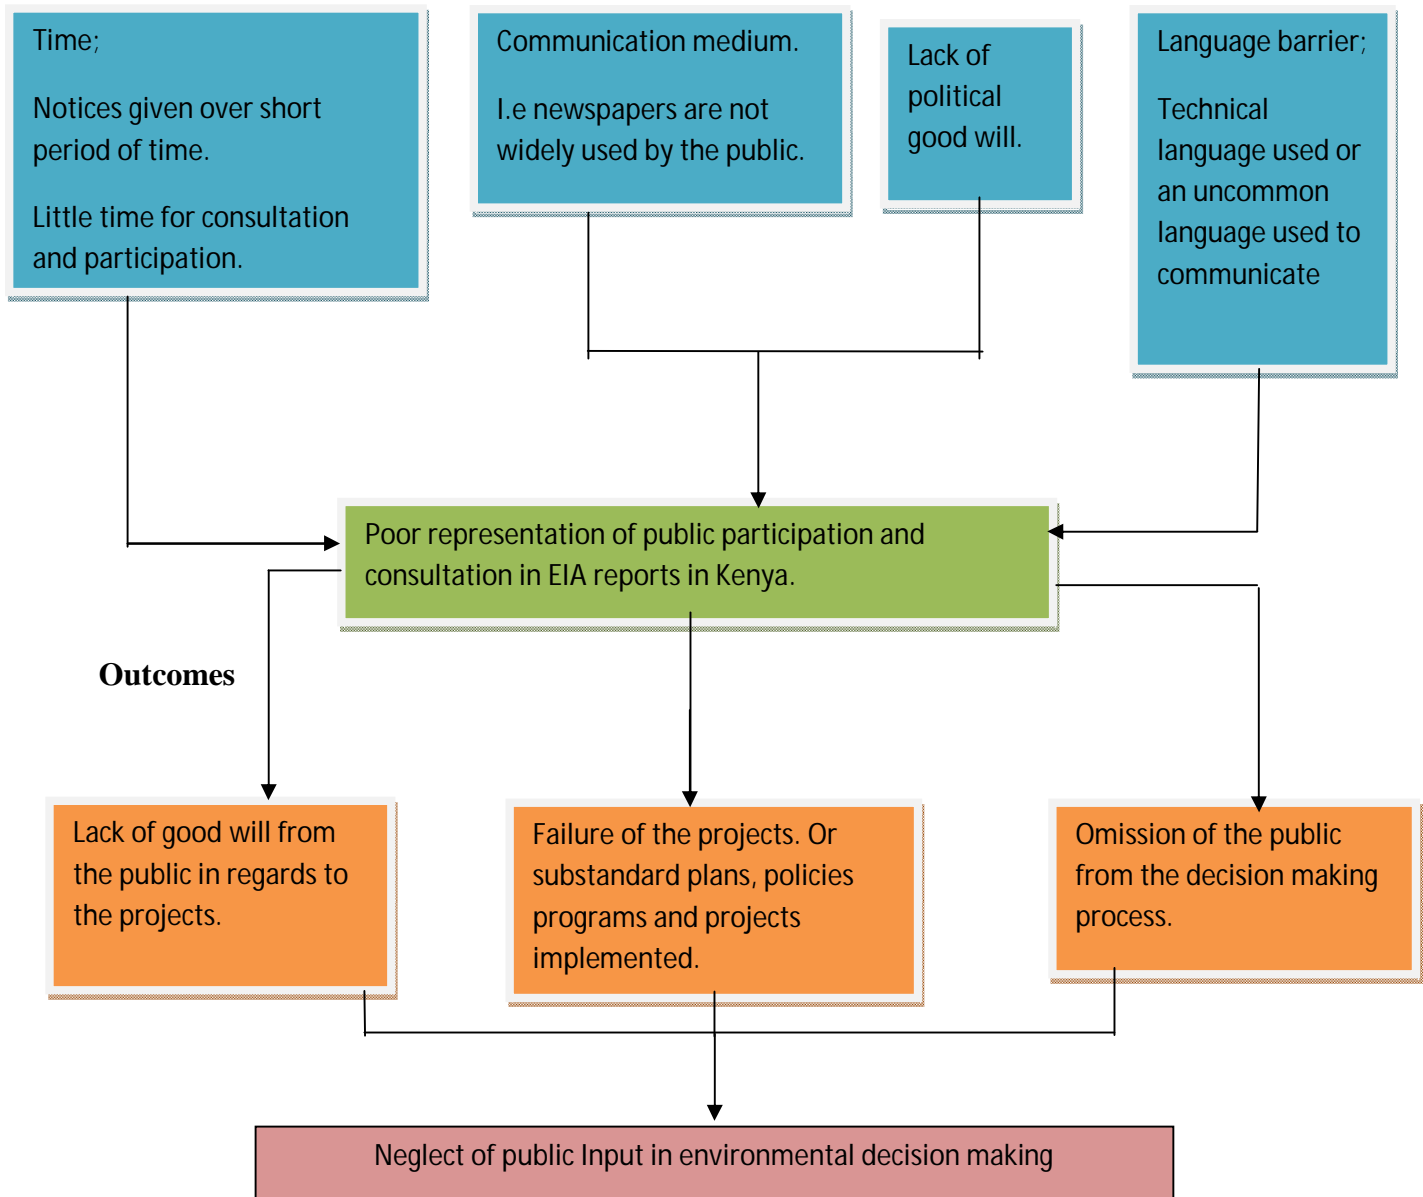 Time;
Notices given over short
period of time.
Little time for consultation
and participation.
Communication medium.
I.e newspapers are not
widely used by the public.
Lack of
political
good will.
Language barrier;
Technical
language used or
an uncommon
language used to
communicate
Poor representation of public participation and
consultation in EIA reports in Kenya.
Outcomes
Lack of good will from
the public in regards to
the projects.
Failure of the projects. Or
substandard plans, policies
programs and projects
implemented.
Omission of the public
from the decision making
process.
Neglect of public Input in environmental decision making